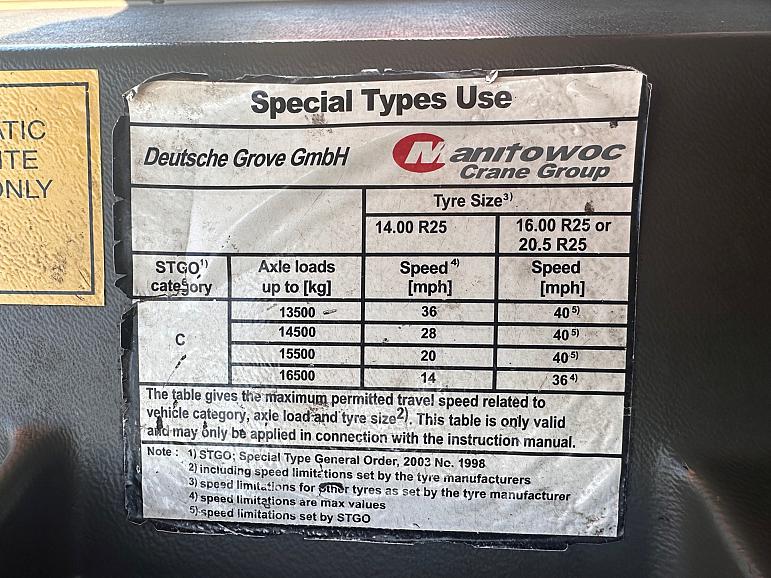 ATIC
ITE
ONLY
Special Types Use
Deutsche Grove GmbH
Manitowoc
Crane Group
Tyre Size3)
14.00 R25
16.00 R25 or
20.5 R25
STGO1)
category
Axle loads
up to [kg]
Speed 4)
[mph]
Speed
[mph]
C
13500 36 405)
14500 28 405)
15500 20 405)
16500 14 364)
The table gives the maximum permitted travel speed related to
vehicle category, axle load and tyre size2). This table is only valid
and may only be applied in connection with the instruction manual.
Note : 1) STGO: Special Type General Order, 2003 No. 1998
2) including speed limitations set by the tyre manufacturers
3) speed limitations for other tyres as set by the tyre manufacturer
4) speed limitations are max values
5) speed limitations set by STGO